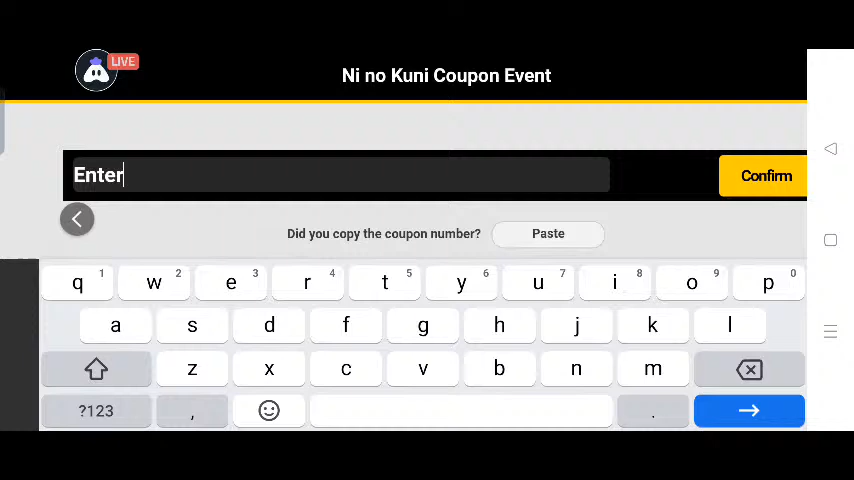 LIVE
Ni no Kuni Coupon Event
Enter
Confirm
Did you copy the coupon number?
Paste
q 1 w 2 e 3 r 4 t 5 y 6 u 7 i 8 o 9 p 0
a s d f g h j k l
z x c v b n m
?123 , .